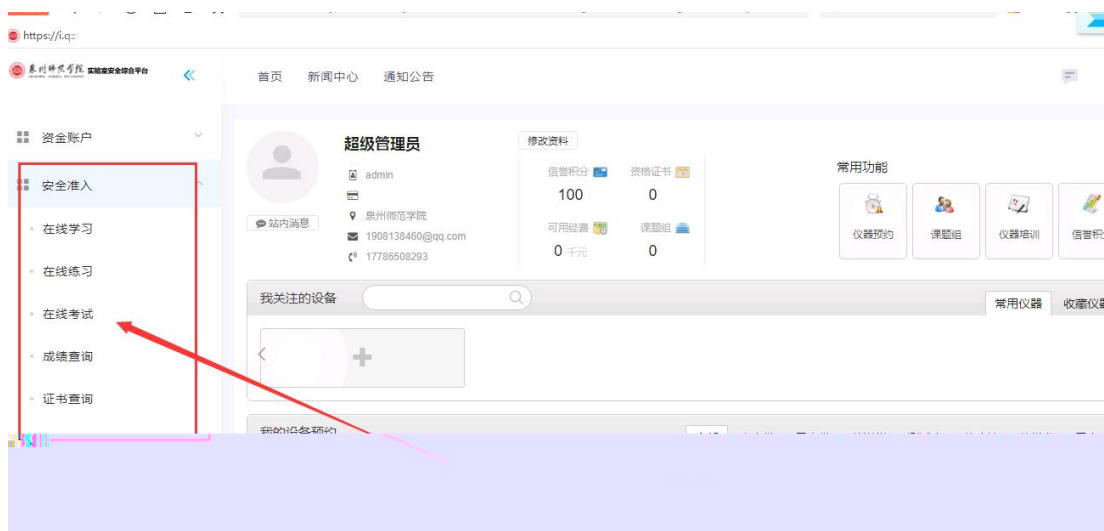 https://i.qz
泉州师范学院 实验室安全综合平台
首页 新闻中心 通知公告
资金账户
安全准入
在线学习
在线练习
在线考试
成绩查询
证书查询
超级管理员
修改资料
admin
泉州师范学院
1908138460@qq.com
17786508293
站内消息
信誉积分 资格证书
100 0
可用经费 课题组
0 千元 0
常用功能
仪器预约 课题组 仪器培训 信誉积分
我关注的设备
常用仪器 收藏仪器
我的设备预约